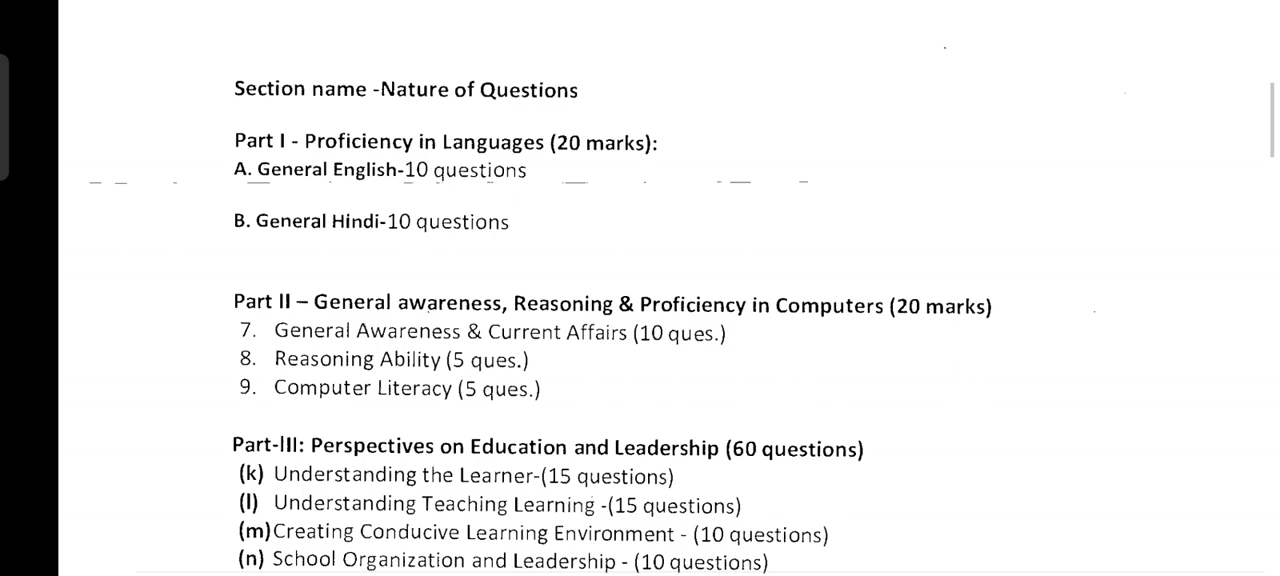 Section name -Nature of Questions
Part I - Proficiency in Languages (20 marks):
A. General English-10 questions
B. General Hindi-10 questions
Part II – General awareness, Reasoning & Proficiency in Computers (20 marks)
7. General Awareness & Current Affairs (10 ques.)
8. Reasoning Ability (5 ques.)
9. Computer Literacy (5 ques.)
Part-III: Perspectives on Education and Leadership (60 questions)
(k) Understanding the Learner-(15 questions)
(l) Understanding Teaching Learning -(15 questions)
(m)Creating Conducive Learning Environment - (10 questions)
(n) School Organization and Leadership - (10 questions)